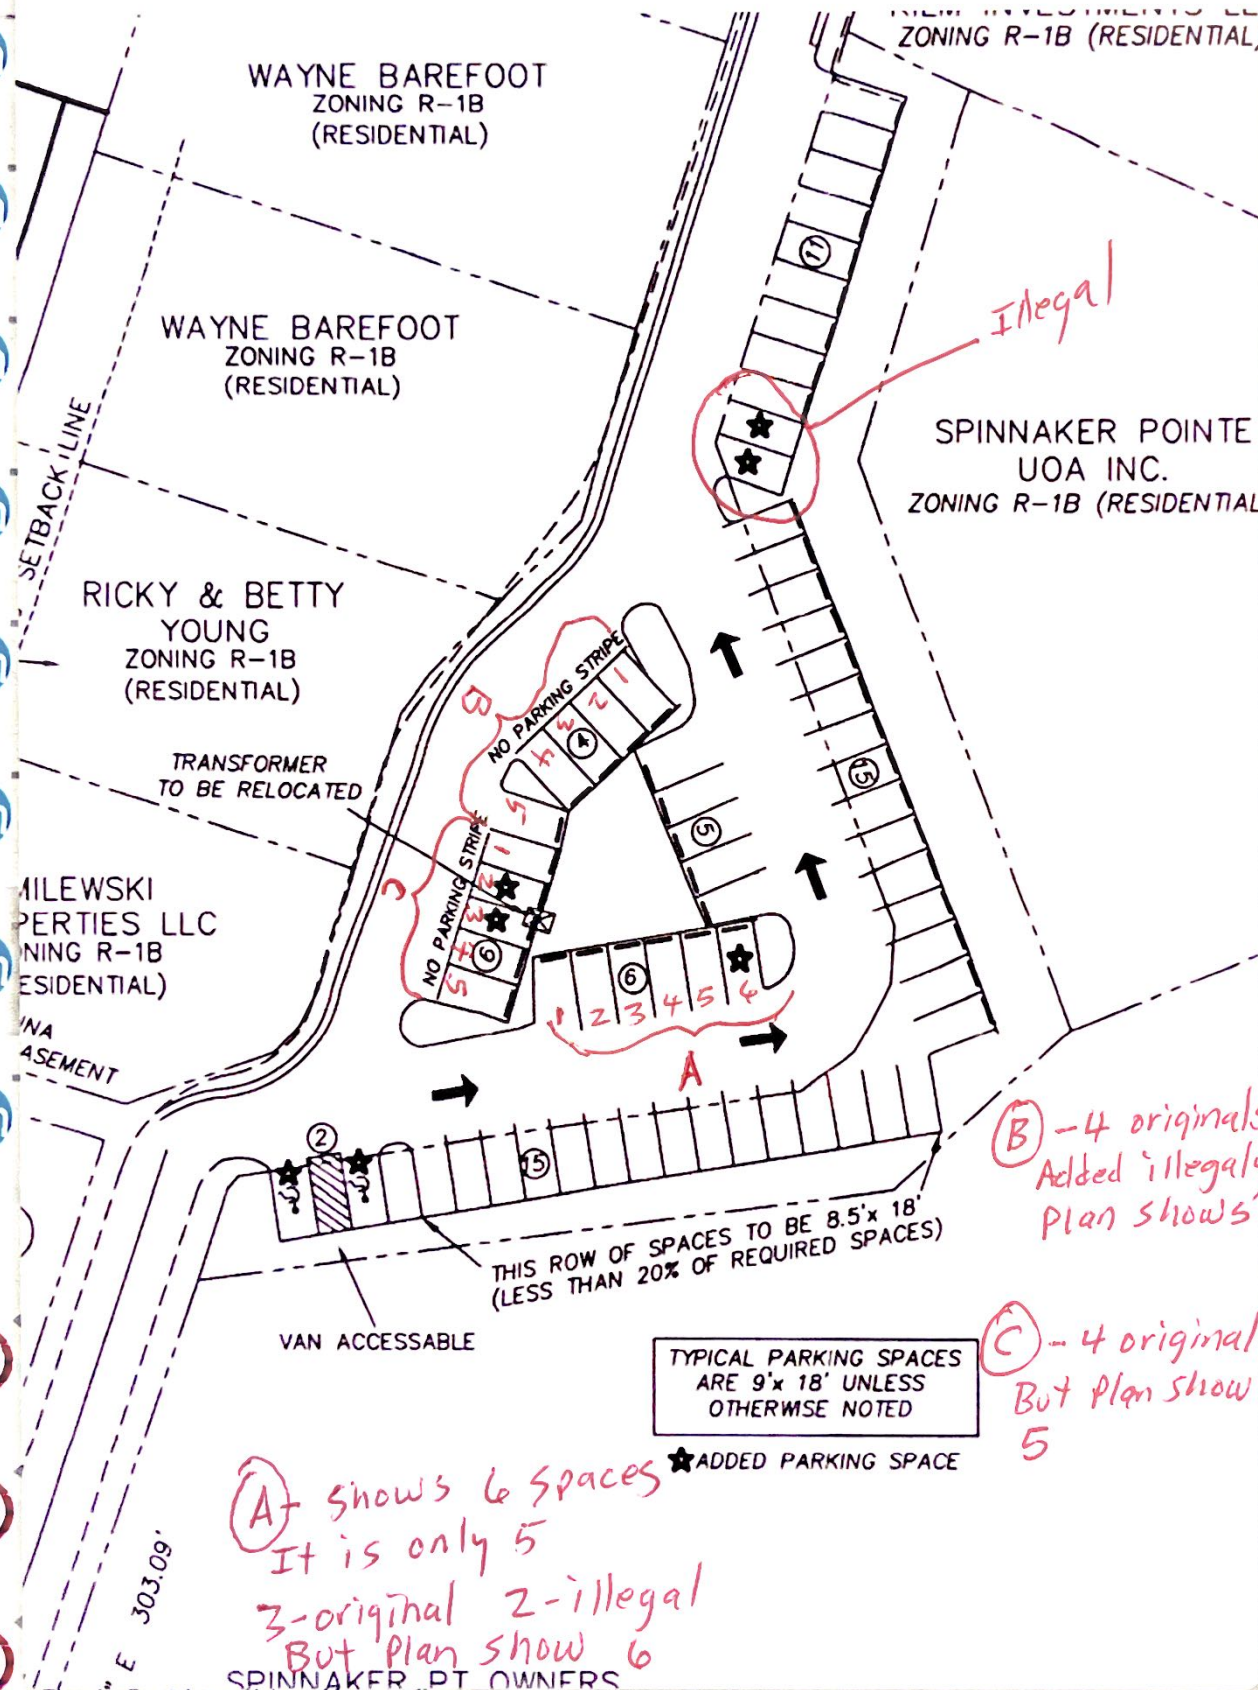 ZONING R-1B (RESIDENTIAL)
WAYNE BAREFOOT
ZONING R-1B
(RESIDENTIAL)
11
Illegal
WAYNE BAREFOOT
ZONING R-1B
(RESIDENTIAL)
SETBACK LINE
SPINNAKER POINTE
UOA INC.
ZONING R-1B (RESIDENTIAL
RICKY & BETTY
YOUNG
ZONING R-1B
(RESIDENTIAL)
B
NO PARKING STRIPE
1
2
3
4
4
5
TRANSFORMER
TO BE RELOCATED
15
5
C
NO PARKING STRIPE
1
2
3
4
5
6
MILEWSKI
PERTIES LLC
NING R-1B
ESIDENTIAL)
ASEMENT
6
1 2 3 4 5 6
A
2
15
THIS ROW OF SPACES TO BE 8.5'x 18'
(LESS THAN 20% OF REQUIRED SPACES)
VAN ACCESSABLE
B - 4 originals
Added illegaly
Plan shows
TYPICAL PARKING SPACES
ARE 9'x 18' UNLESS
OTHERWISE NOTED
ADDED PARKING SPACE
C - 4 original
But Plan show
5
A - Shows 6 Spaces
It is only 5
3-original 2-illegal
But Plan show 6
E 303.09'
SPINNAKER PT OWNERS